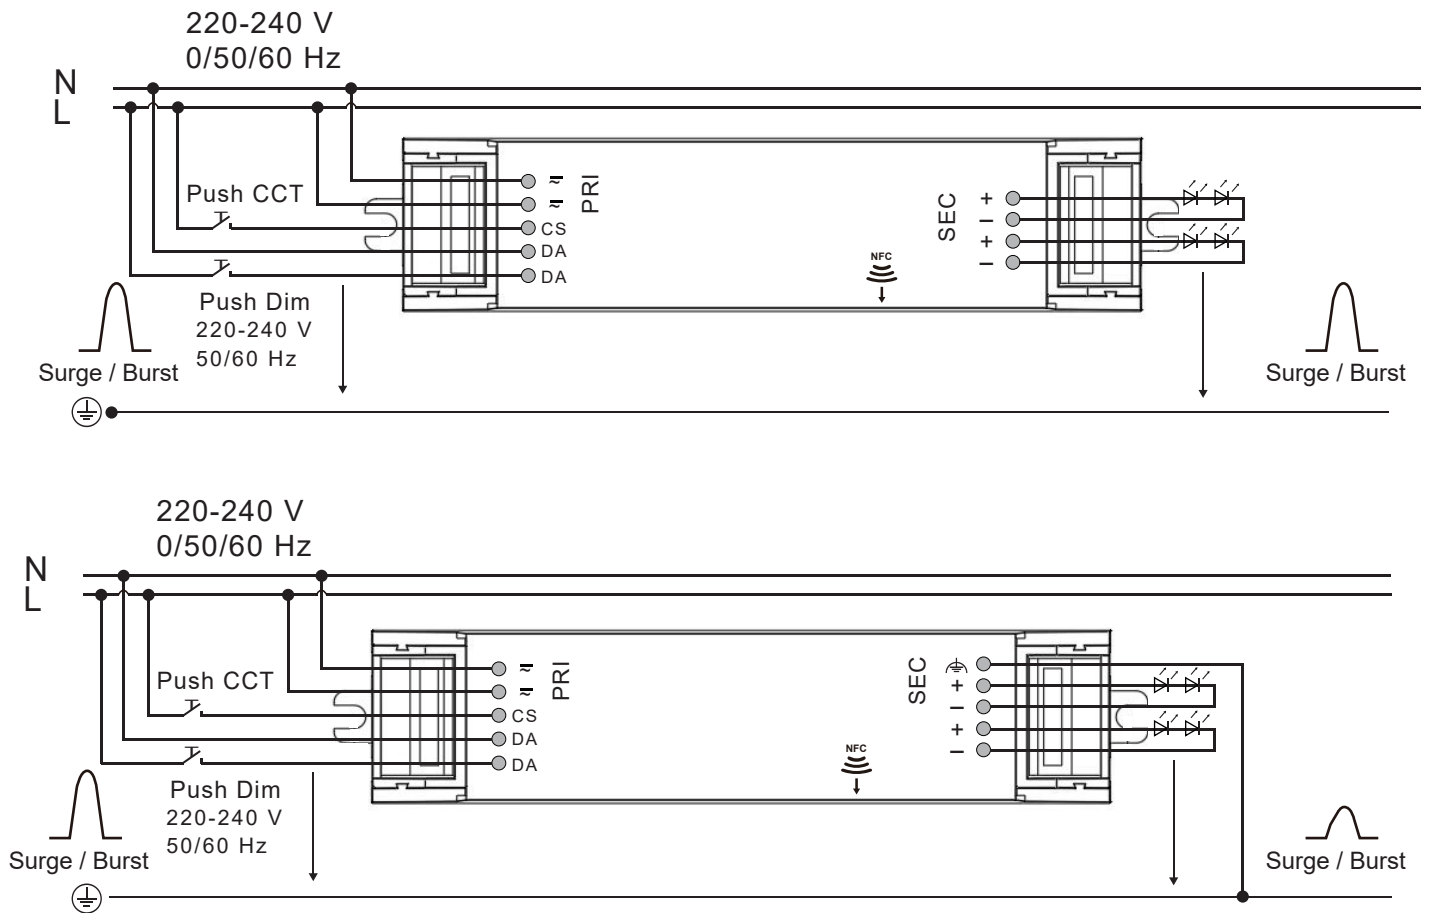 220-240 V
0/50/60 Hz
N
L
Push CCT
PRI
CS
DA
DA
SEC
+
–
+
–
NFC
Push Dim
220-240 V
50/60 Hz
Surge / Burst
Surge / Burst
220-240 V
0/50/60 Hz
N
L
Push CCT
PRI
CS
DA
DA
SEC
+
–
+
–
NFC
Push Dim
220-240 V
50/60 Hz
Surge / Burst
Surge / Burst